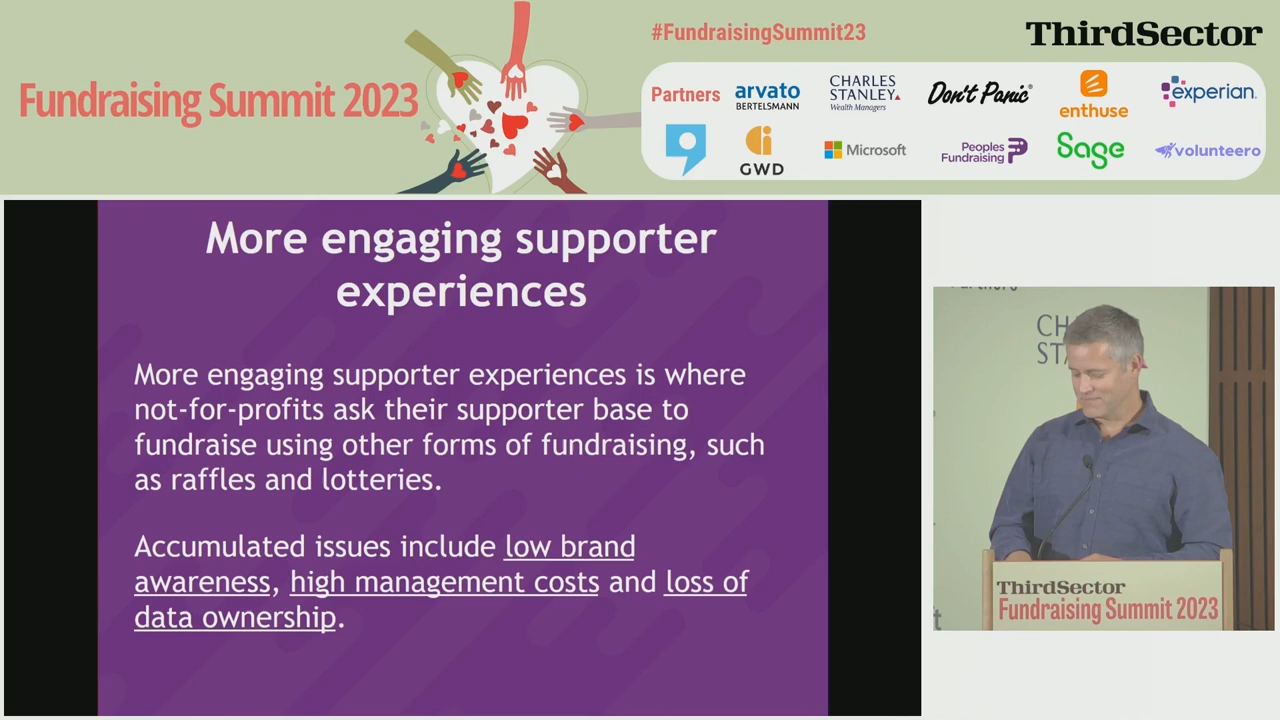 Fundraising Summit 2023
#FundraisingSummit23
ThirdSector
Partners
arvato
BERTELSMANN
CHARLES
STANLEY
Wealth Managers
Don't Panic
enthuse
experian.
GWD
Microsoft
Peoples
Fundraising
Sage
volunteero
More engaging supporter
experiences
More engaging supporter experiences is where
not-for-profits ask their supporter base to
fundraise using other forms of fundraising, such
as raffles and lotteries.
Accumulated issues include low brand
awareness, high management costs and loss of
data ownership.
CH
STA
ThirdSector
Fundraising Summit 2023